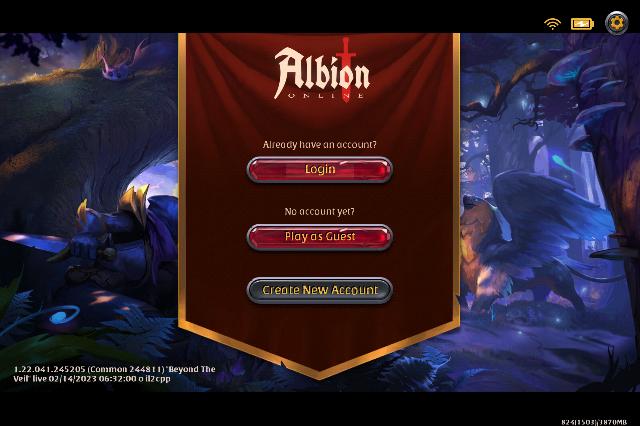 Albion
ONLINE
Already have an account?
Login
No account yet?
Play as Guest
Create New Account
1.22.041.245205 (Common 244811) "Beyond The
Veil" live 02/14/2023 06:32:00 o il2cpp
824(1503)/3870MB